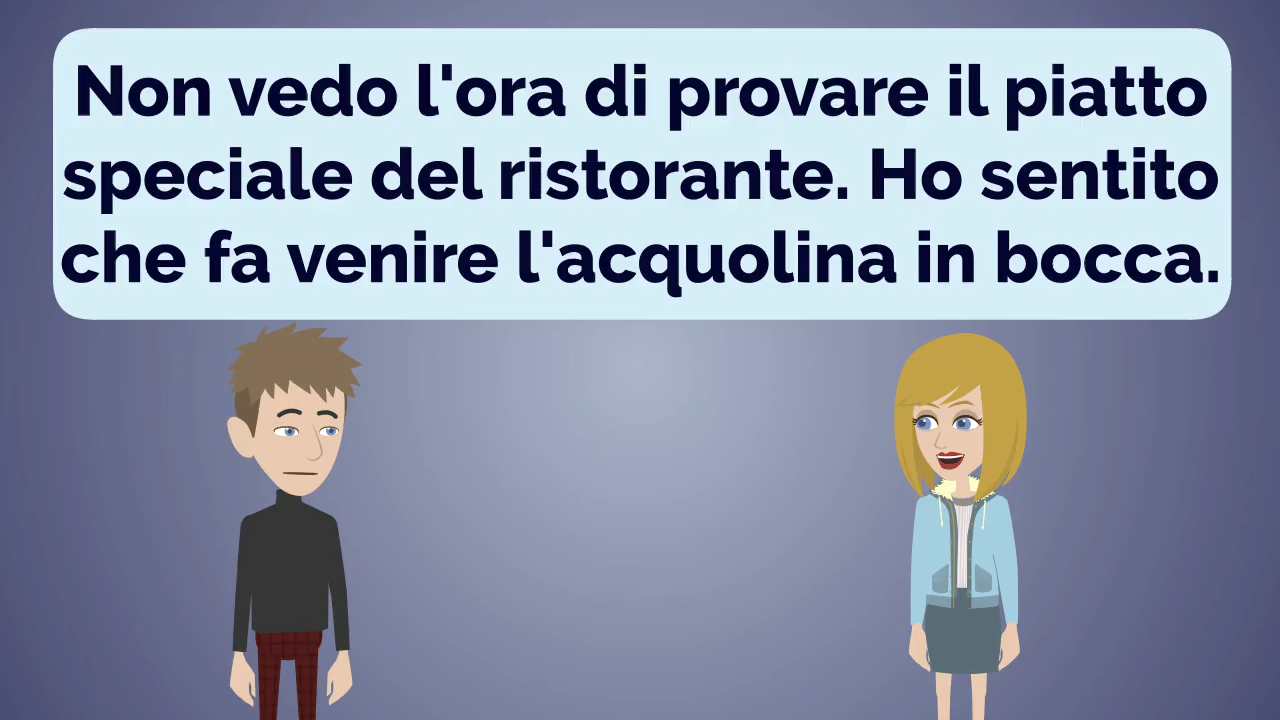 Non vedo l'ora di provare il piatto
speciale del ristorante. Ho sentito
che fa venire l'acquolina in bocca.